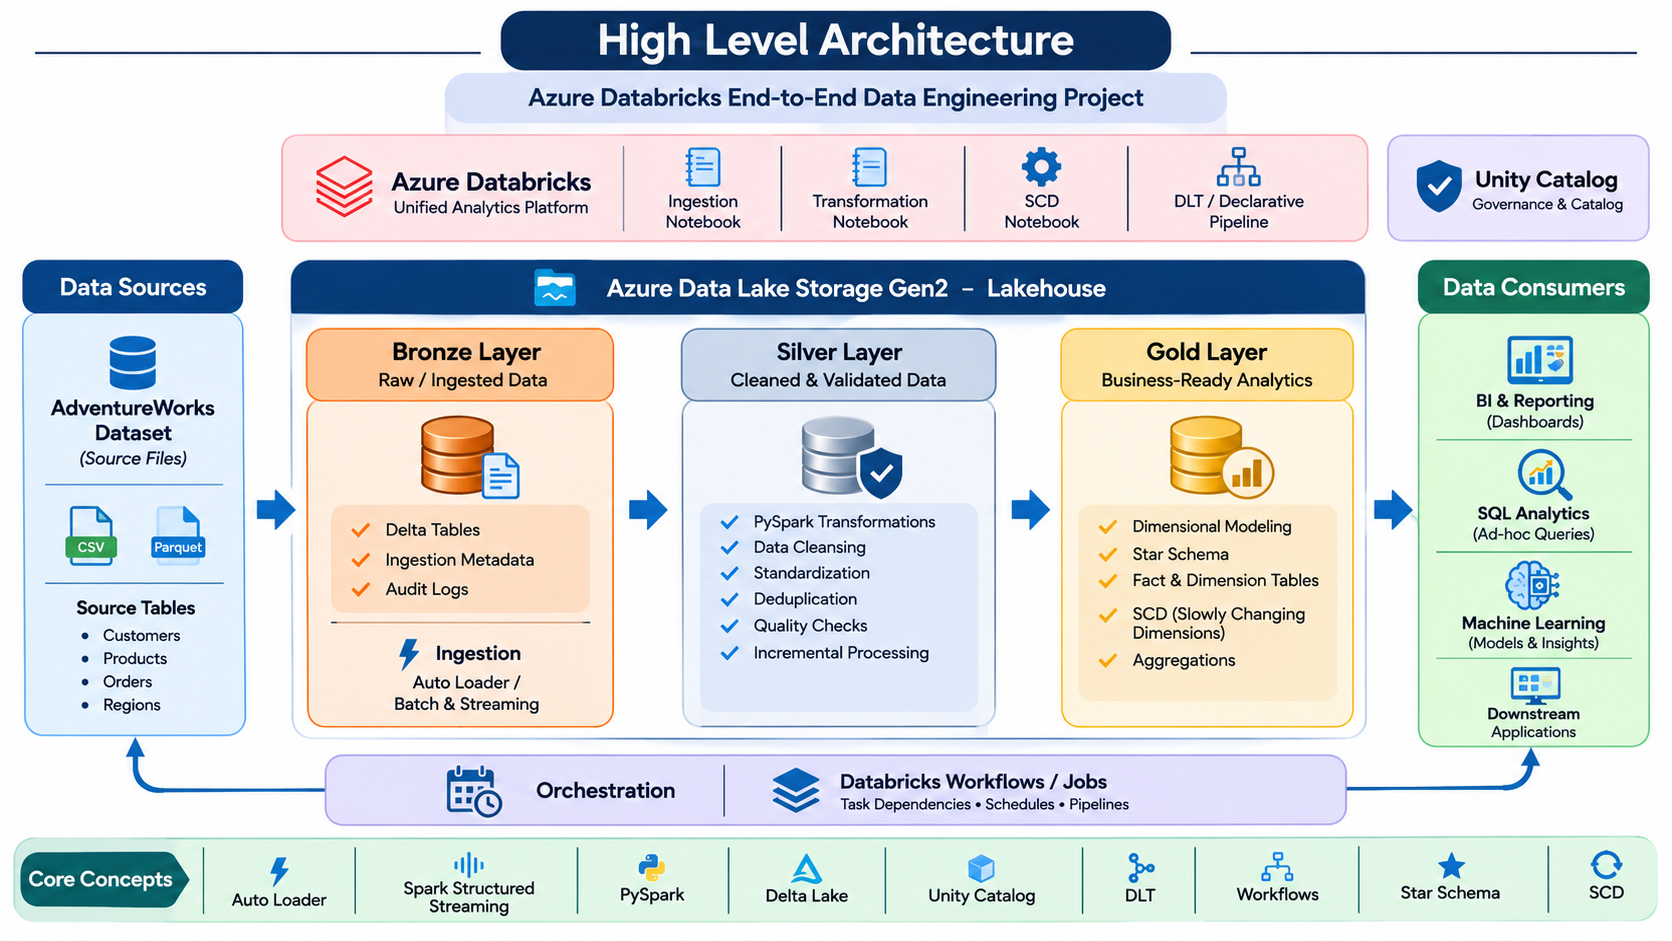 High Level Architecture
Azure Databricks End-to-End Data Engineering Project
Azure Databricks
Unified Analytics Platform
Ingestion
Notebook
Transformation
Notebook
SCD
Notebook
DLT / Declarative
Pipeline
Unity Catalog
Governance & Catalog
Data Sources
AdventureWorks
Dataset
(Source Files)
CSV
Parquet
Source Tables
• Customers
• Products
• Orders
• Regions
Azure Data Lake Storage Gen2 – Lakehouse
Bronze Layer
Raw / Ingested Data
Delta Tables
Ingestion Metadata
Audit Logs
Ingestion
Auto Loader /
Batch & Streaming
Silver Layer
Cleaned & Validated Data
PySpark Transformations
Data Cleansing
Standardization
Deduplication
Quality Checks
Incremental Processing
Gold Layer
Business-Ready Analytics
Dimensional Modeling
Star Schema
Fact & Dimension Tables
SCD (Slowly Changing
Dimensions)
Aggregations
Data Consumers
BI & Reporting
(Dashboards)
SQL Analytics
(Ad-hoc Queries)
Machine Learning
(Models & Insights)
Downstream
Applications
Orchestration
Databricks Workflows / Jobs
Task Dependencies • Schedules • Pipelines
Core Concepts
Auto Loader
Spark Structured
Streaming
PySpark
Delta Lake
Unity Catalog
DLT
Workflows
Star Schema
SCD